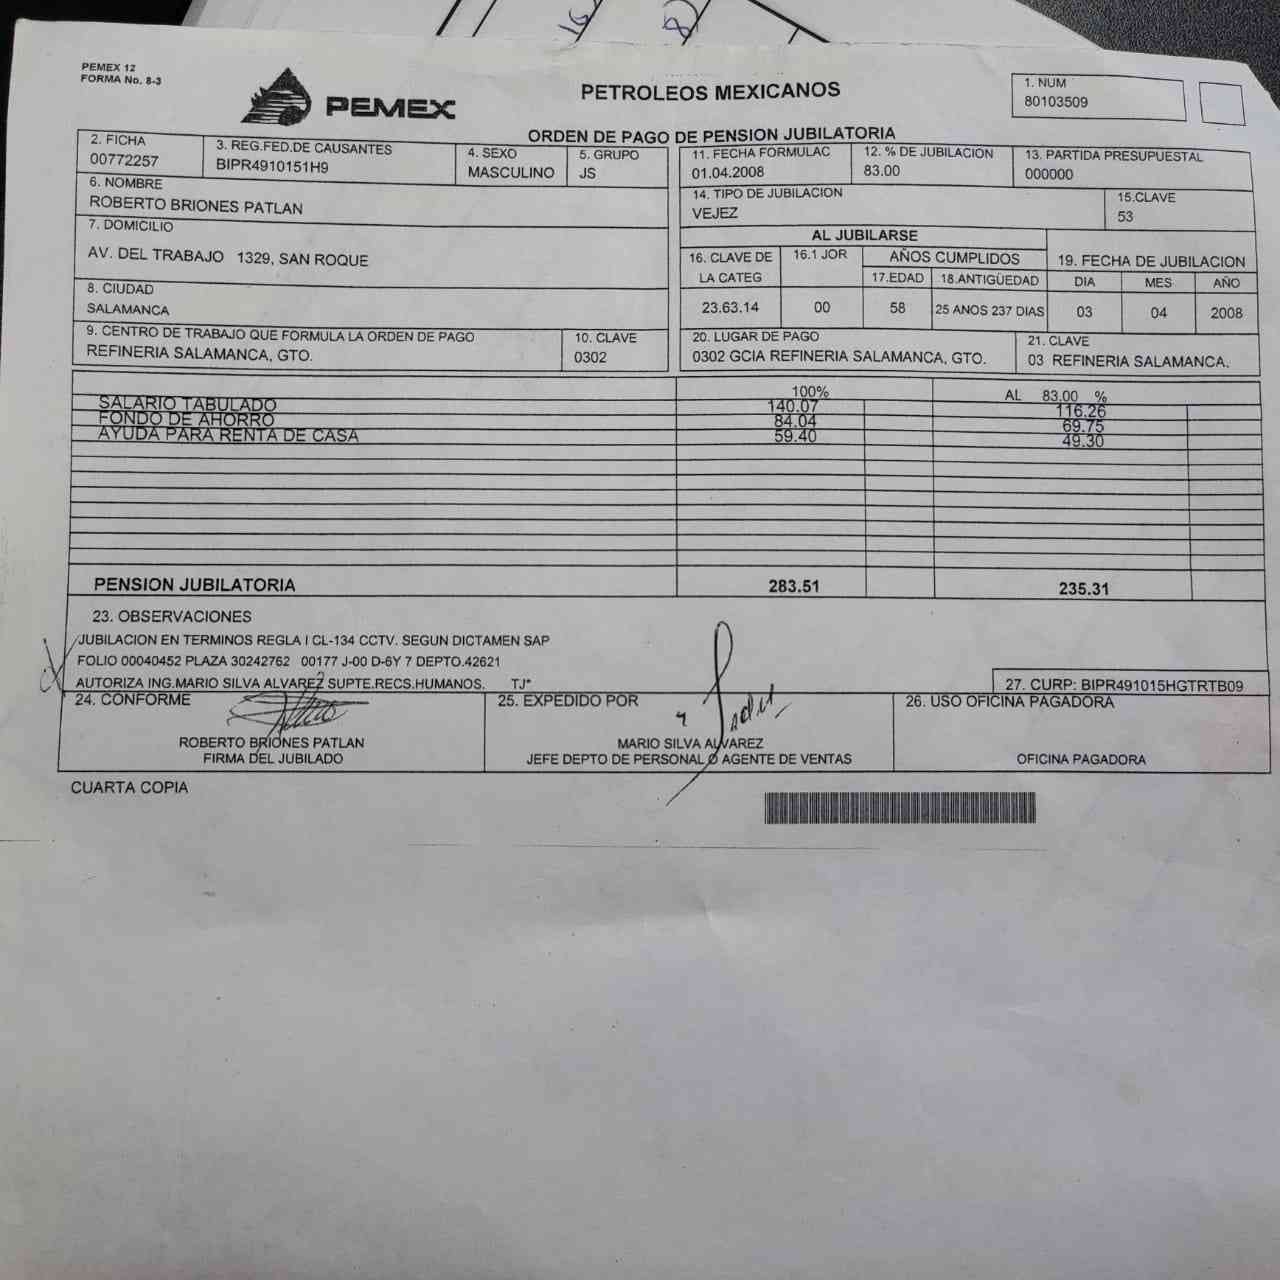 16 8
PEMEX 12
FORMA No. 8-3
PEMEX
PETROLEOS MEXICANOS
1. NUM
80103509
ORDEN DE PAGO DE PENSION JUBILATORIA
2. FICHA 3. REG.FED.DE CAUSANTES 4. SEXO 5. GRUPO
00772257 BIPR4910151H9 MASCULINO JS
11. FECHA FORMULAC 12. % DE JUBILACION 13. PARTIDA PRESUPUESTAL
01.04.2008 83.00 000000
6. NOMBRE
ROBERTO BRIONES PATLAN
14. TIPO DE JUBILACION 15.CLAVE
VEJEZ 53
7. DOMICILIO
AV. DEL TRABAJO 1329, SAN ROQUE
AL JUBILARSE
16. CLAVE DE LA CATEG 16.1 JOR AÑOS CUMPLIDOS 19. FECHA DE JUBILACION
17.EDAD 18.ANTIGÜEDAD DIA MES AÑO
23.63.14 00 58 25 ANOS 237 DIAS 03 04 2008
8. CIUDAD
SALAMANCA
9. CENTRO DE TRABAJO QUE FORMULA LA ORDEN DE PAGO 10. CLAVE
REFINERIA SALAMANCA, GTO. 0302
20. LUGAR DE PAGO 21. CLAVE
0302 GCIA REFINERIA SALAMANCA, GTO. 03 REFINERIA SALAMANCA.
100% AL 83.00 %
SALARIO TABULADO 140.07 116.26
FONDO DE AHORRO 84.04 69.75
AYUDA PARA RENTA DE CASA 59.40 49.30
PENSION JUBILATORIA 283.51 235.31
23. OBSERVACIONES
JUBILACION EN TERMINOS REGLA I CL-134 CCTV. SEGUN DICTAMEN SAP
FOLIO 00040452 PLAZA 30242762 00177 J-00 D-6Y 7 DEPTO.42621
AUTORIZA ING.MARIO SILVA ALVAREZ SUPTE.RECS.HUMANOS. TJ*
27. CURP: BIPR491015HGTRTB09
24. CONFORME 25. EXPEDIDO POR 26. USO OFICINA PAGADORA
ROBERTO BRIONES PATLAN MARIO SILVA ALVAREZ
FIRMA DEL JUBILADO JEFE DEPTO DE PERSONAL O AGENTE DE VENTAS OFICINA PAGADORA
CUARTA COPIA